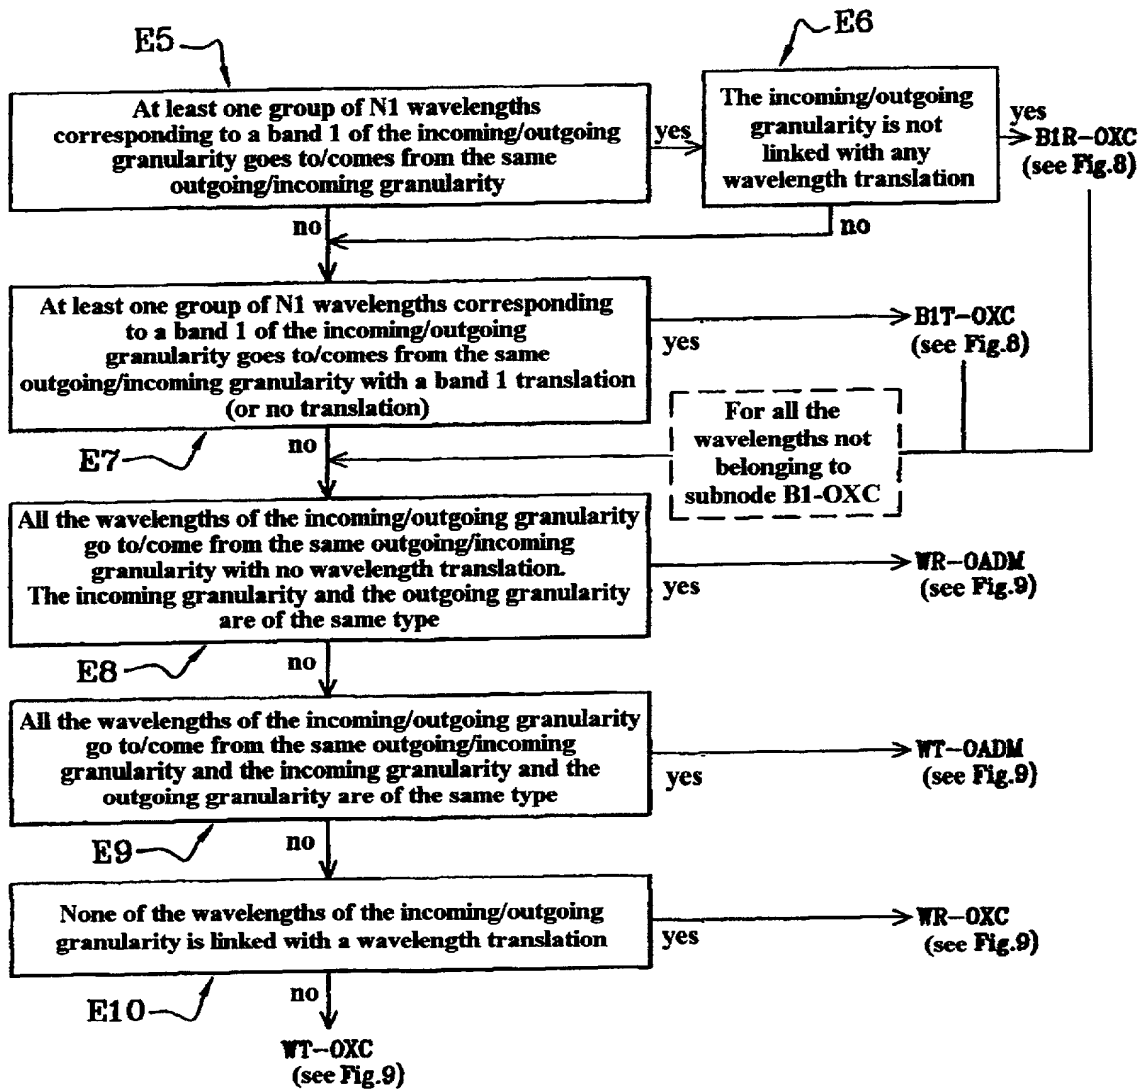 E5
E6
At least one group of N1 wavelengths
corresponding to a band 1 of the incoming/outgoing
granularity goes to/comes from the same
outgoing/incoming granularity
yes
The incoming/outgoing
granularity is not
linked with any
wavelength translation
yes
B1R-OXC
(see Fig.8)
no
no
At least one group of N1 wavelengths corresponding
to a band 1 of the incoming/outgoing
granularity goes to/comes from the same
outgoing/incoming granularity with a band 1 translation
(or no translation)
yes
B1T-OXC
(see Fig.8)
E7
no
For all the
wavelengths not
belonging to
subnode B1-OXC
All the wavelengths of the incoming/outgoing granularity
go to/come from the same outgoing/incoming
granularity with no wavelength translation.
The incoming granularity and the outgoing granularity
are of the same type
yes
WR-OADM
(see Fig.9)
E8
no
All the wavelengths of the incoming/outgoing granularity
go to/come from the same outgoing/incoming
granularity and the incoming granularity and the
outgoing granularity are of the same type
yes
WT-OADM
(see Fig.9)
E9
no
None of the wavelengths of the incoming/outgoing
granularity is linked with a wavelength translation
yes
WR-OXC
(see Fig.9)
E10
no
WT-OXC
(see Fig.9)